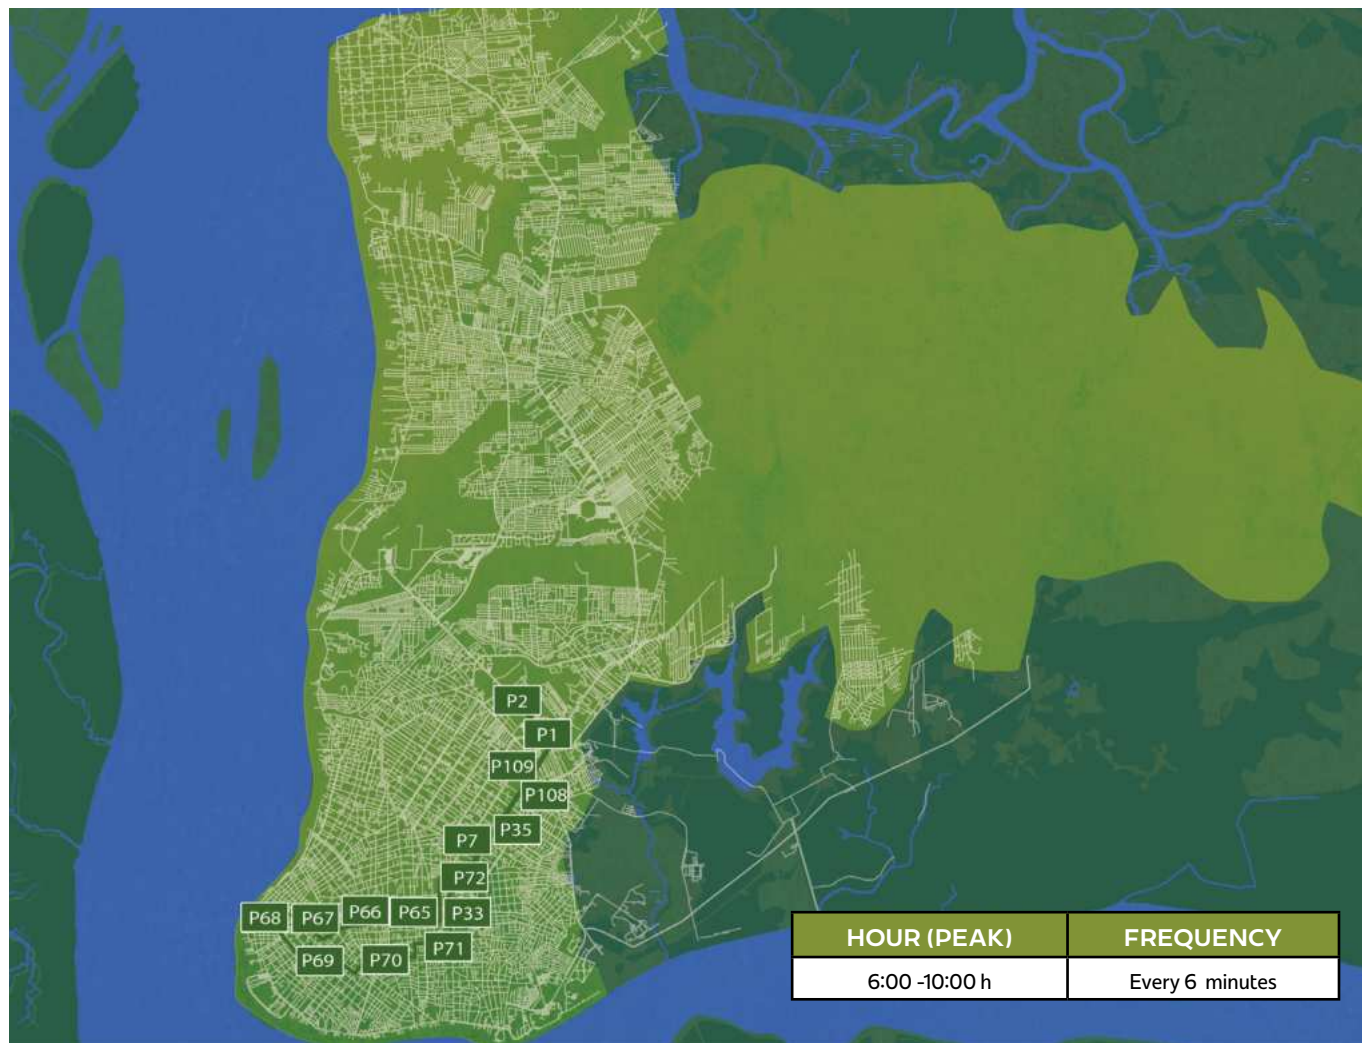 P2
P1
P109
P108
P35
P7
P72
P68
P67
P66
P65
P33
P69
P70
P71
HOUR (PEAK) FREQUENCY
6:00 -10:00 h Every 6 minutes